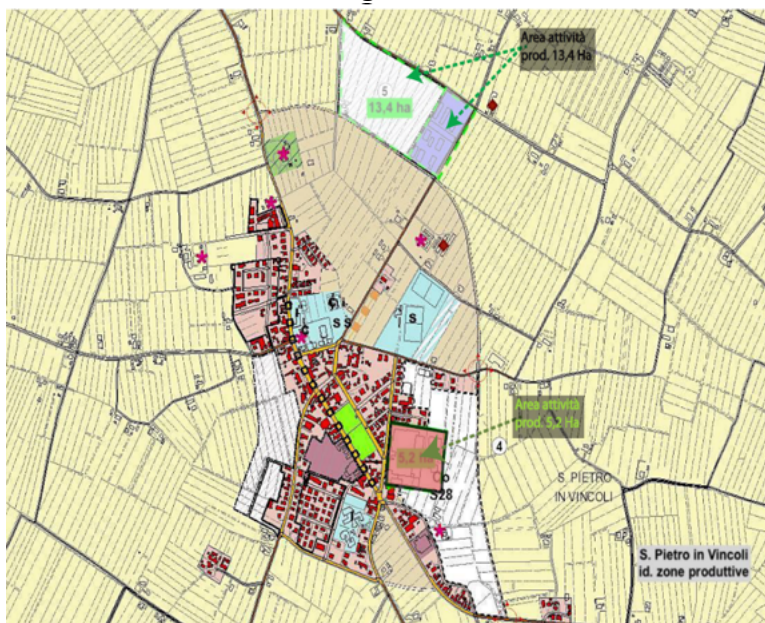 Area attività
prod. 13,4 Ha
5
13,4 ha
S
S S
Area attività
prod. 5,2 Ha
5,2 ha
4
S28
S. PIETRO
IN VINCOLI
S. Pietro in Vincoli
id. zone produttive